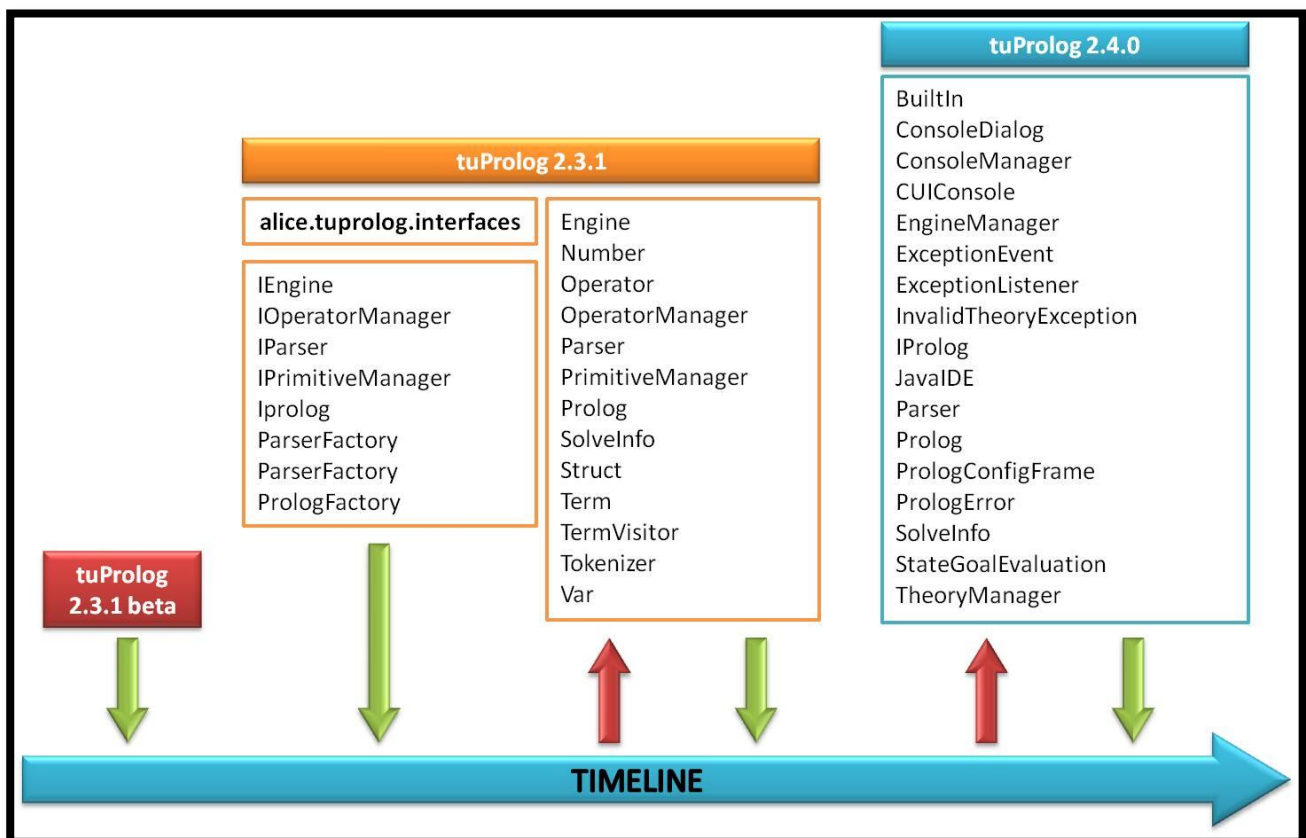 tuProlog 2.4.0
BuiltIn
ConsoleDialog
ConsoleManager
CUIConsole
EngineManager
ExceptionEvent
ExceptionListener
InvalidTheoryException
IProlog
JavaIDE
Parser
Prolog
PrologConfigFrame
PrologError
SolveInfo
StateGoalEvaluation
TheoryManager
tuProlog 2.3.1
alice.tuprolog.interfaces
IEngine
IOperatorManager
IParser
IPrimitiveManager
Iprolog
ParserFactory
ParserFactory
PrologFactory
Engine
Number
Operator
OperatorManager
Parser
PrimitiveManager
Prolog
SolveInfo
Struct
Term
TermVisitor
Tokenizer
Var
tuProlog
2.3.1 beta
TIMELINE